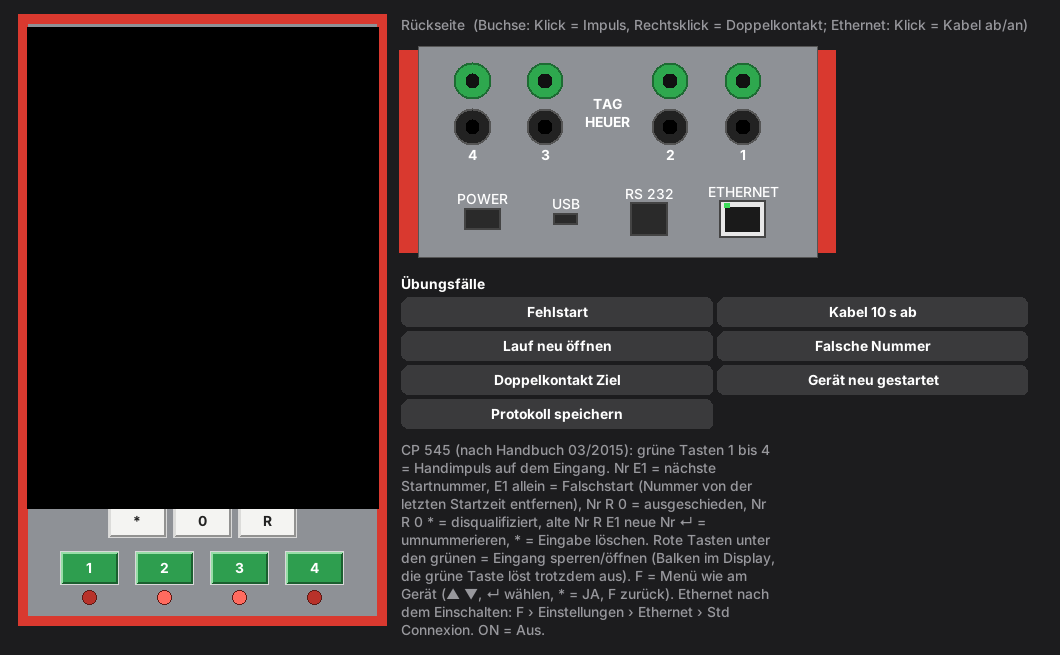 Rückseite  (Buchse: Klick = Impuls, Rechtsklick = Doppelkontakt; Ethernet: Klick = Kabel ab/an)
TAG
HEUER
4 3 2 1
POWER USB RS 232 ETHERNET
Übungsfälle
Fehlstart Kabel 10 s ab
Lauf neu öffnen Falsche Nummer
Doppelkontakt Ziel Gerät neu gestartet
Protokoll speichern
CP 545 (nach Handbuch 03/2015): grüne Tasten 1 bis 4
= Handimpuls auf dem Eingang. Nr E1 = nächste
Startnummer, E1 allein = Falschstart (Nummer von der
letzten Startzeit entfernen), Nr R 0 = ausgeschieden, Nr
R 0 * = disqualifiziert, alte Nr R E1 neue Nr ↵ =
umnummerieren, * = Eingabe löschen. Rote Tasten unter
den grünen = Eingang sperren/öffnen (Balken im Display,
die grüne Taste löst trotzdem aus). F = Menü wie am
Gerät (▲ ▼, ↵ wählen, * = JA, F zurück). Ethernet nach
dem Einschalten: F › Einstellungen › Ethernet › Std
Connexion. ON = Aus.
* 0 R
1 2 3 4